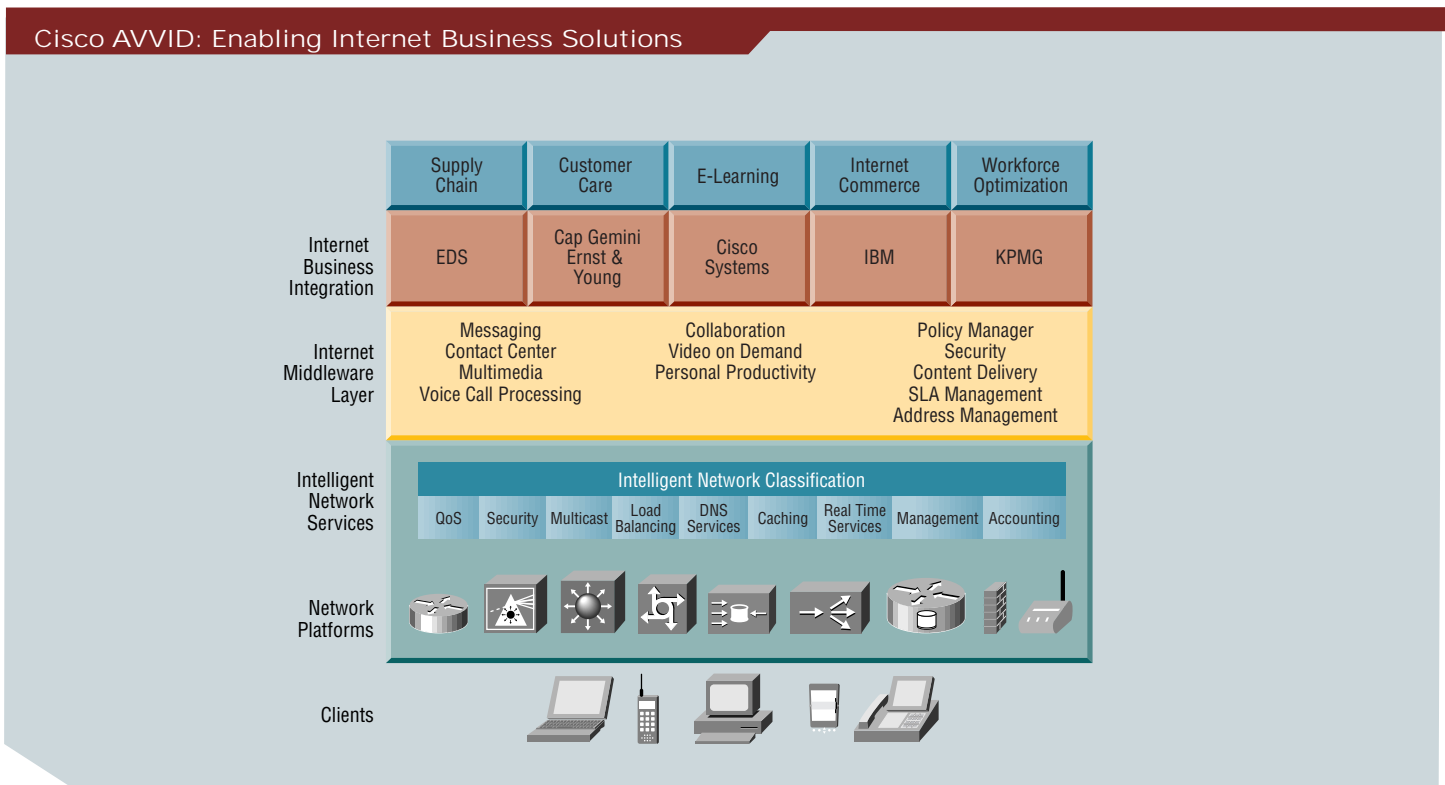 Cisco AVVID: Enabling Internet Business Solutions
Supply
Chain
Customer
Care
E-Learning
Internet
Commerce
Workforce
Optimization
Internet
Business
Integration
EDS
Cap Gemini
Ernst &
Young
Cisco
Systems
IBM
KPMG
Internet
Middleware
Layer
Messaging
Contact Center
Multimedia
Voice Call Processing
Collaboration
Video on Demand
Personal Productivity
Policy Manager
Security
Content Delivery
SLA Management
Address Management
Intelligent
Network
Services
Intelligent Network Classification
QoS
Security
Multicast
Load
Balancing
DNS
Services
Caching
Real Time
Services
Management
Accounting
Network
Platforms
Clients